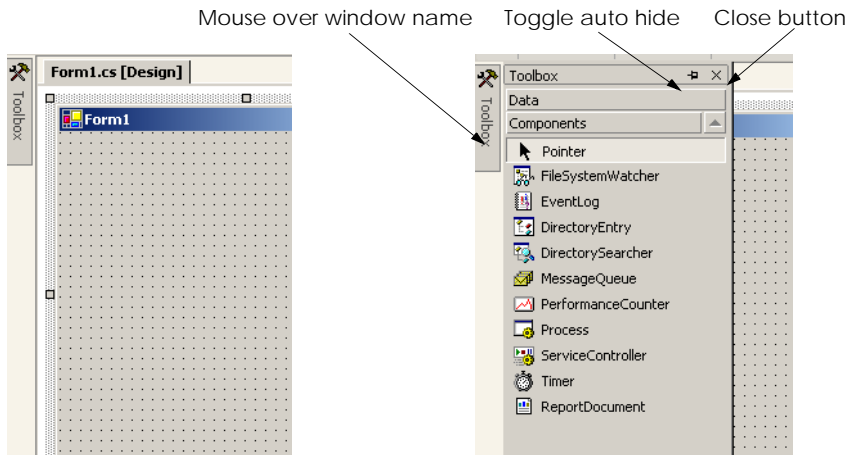 Mouse over window name
Toggle auto hide
Close button
Form1.cs [Design]
Toolbox
Form1
Toolbox
Toolbox
Data
Components
Pointer
FileSystemWatcher
EventLog
DirectoryEntry
DirectorySearcher
MessageQueue
PerformanceCounter
Process
ServiceController
Timer
ReportDocument